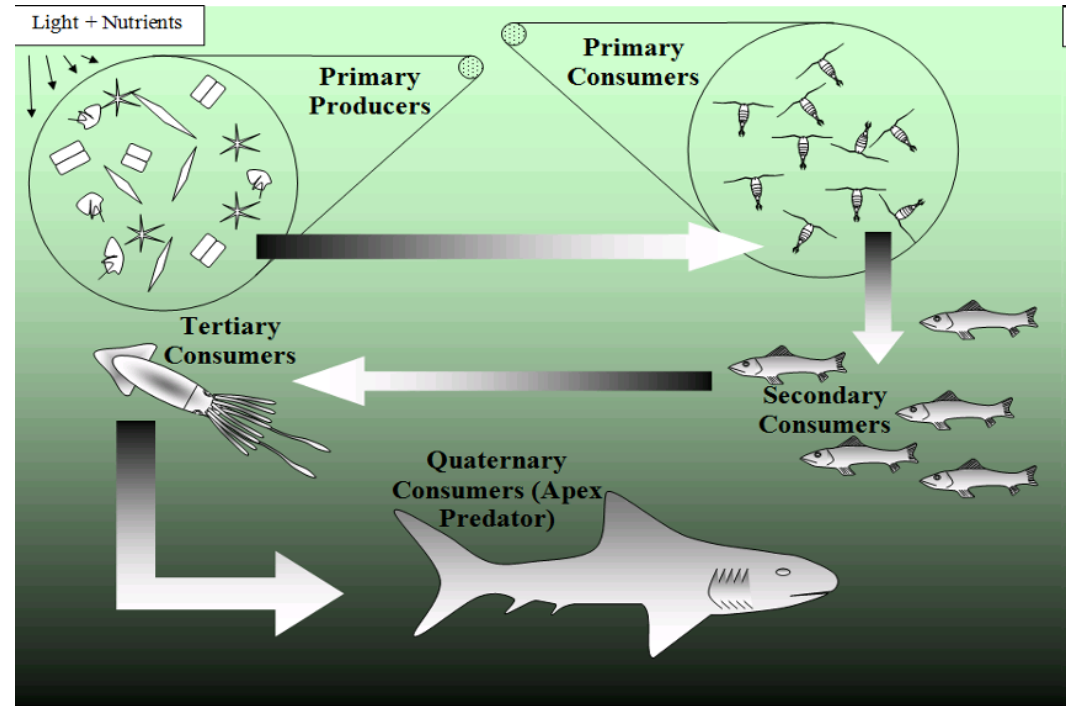 Light + Nutrients
Primary
Producers
Primary
Consumers
Tertiary
Consumers
Secondary
Consumers
Quaternary
Consumers (Apex
Predator)